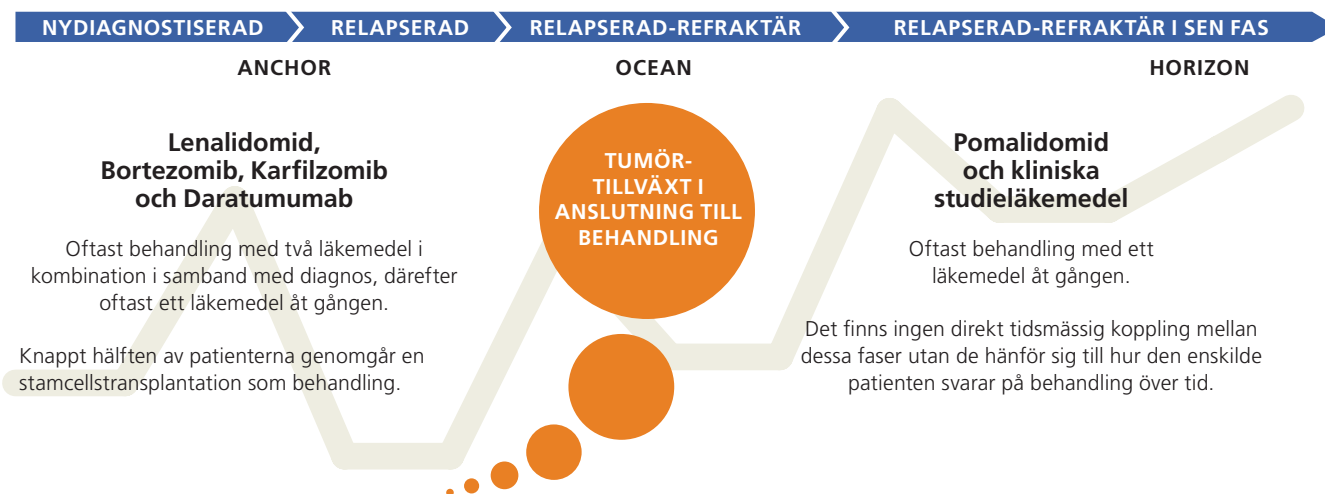 NYDIAGNOSTISERAD
RELAPSERAD
RELAPSERAD-REFRAKTÄR
RELAPSERAD-REFRAKTÄR I SEN FAS
ANCHOR
OCEAN
HORIZON
Lenalidomid,
Bortezomib, Karfilzomib
och Daratumumab
Oftast behandling med två läkemedel i
kombination i samband med diagnos, därefter
oftast ett läkemedel åt gången.
Knappt hälften av patienterna genomgår en
stamcellstransplantation som behandling.
TUMÖR-
TILLVÄXT I
ANSLUTNING TILL
BEHANDLING
Pomalidomid
och kliniska
studieläkemedel
Oftast behandling med ett
läkemedel åt gången.
Det finns ingen direkt tidsmässig koppling mellan
dessa faser utan de hänför sig till hur den enskilde
patienten svarar på behandling över tid.